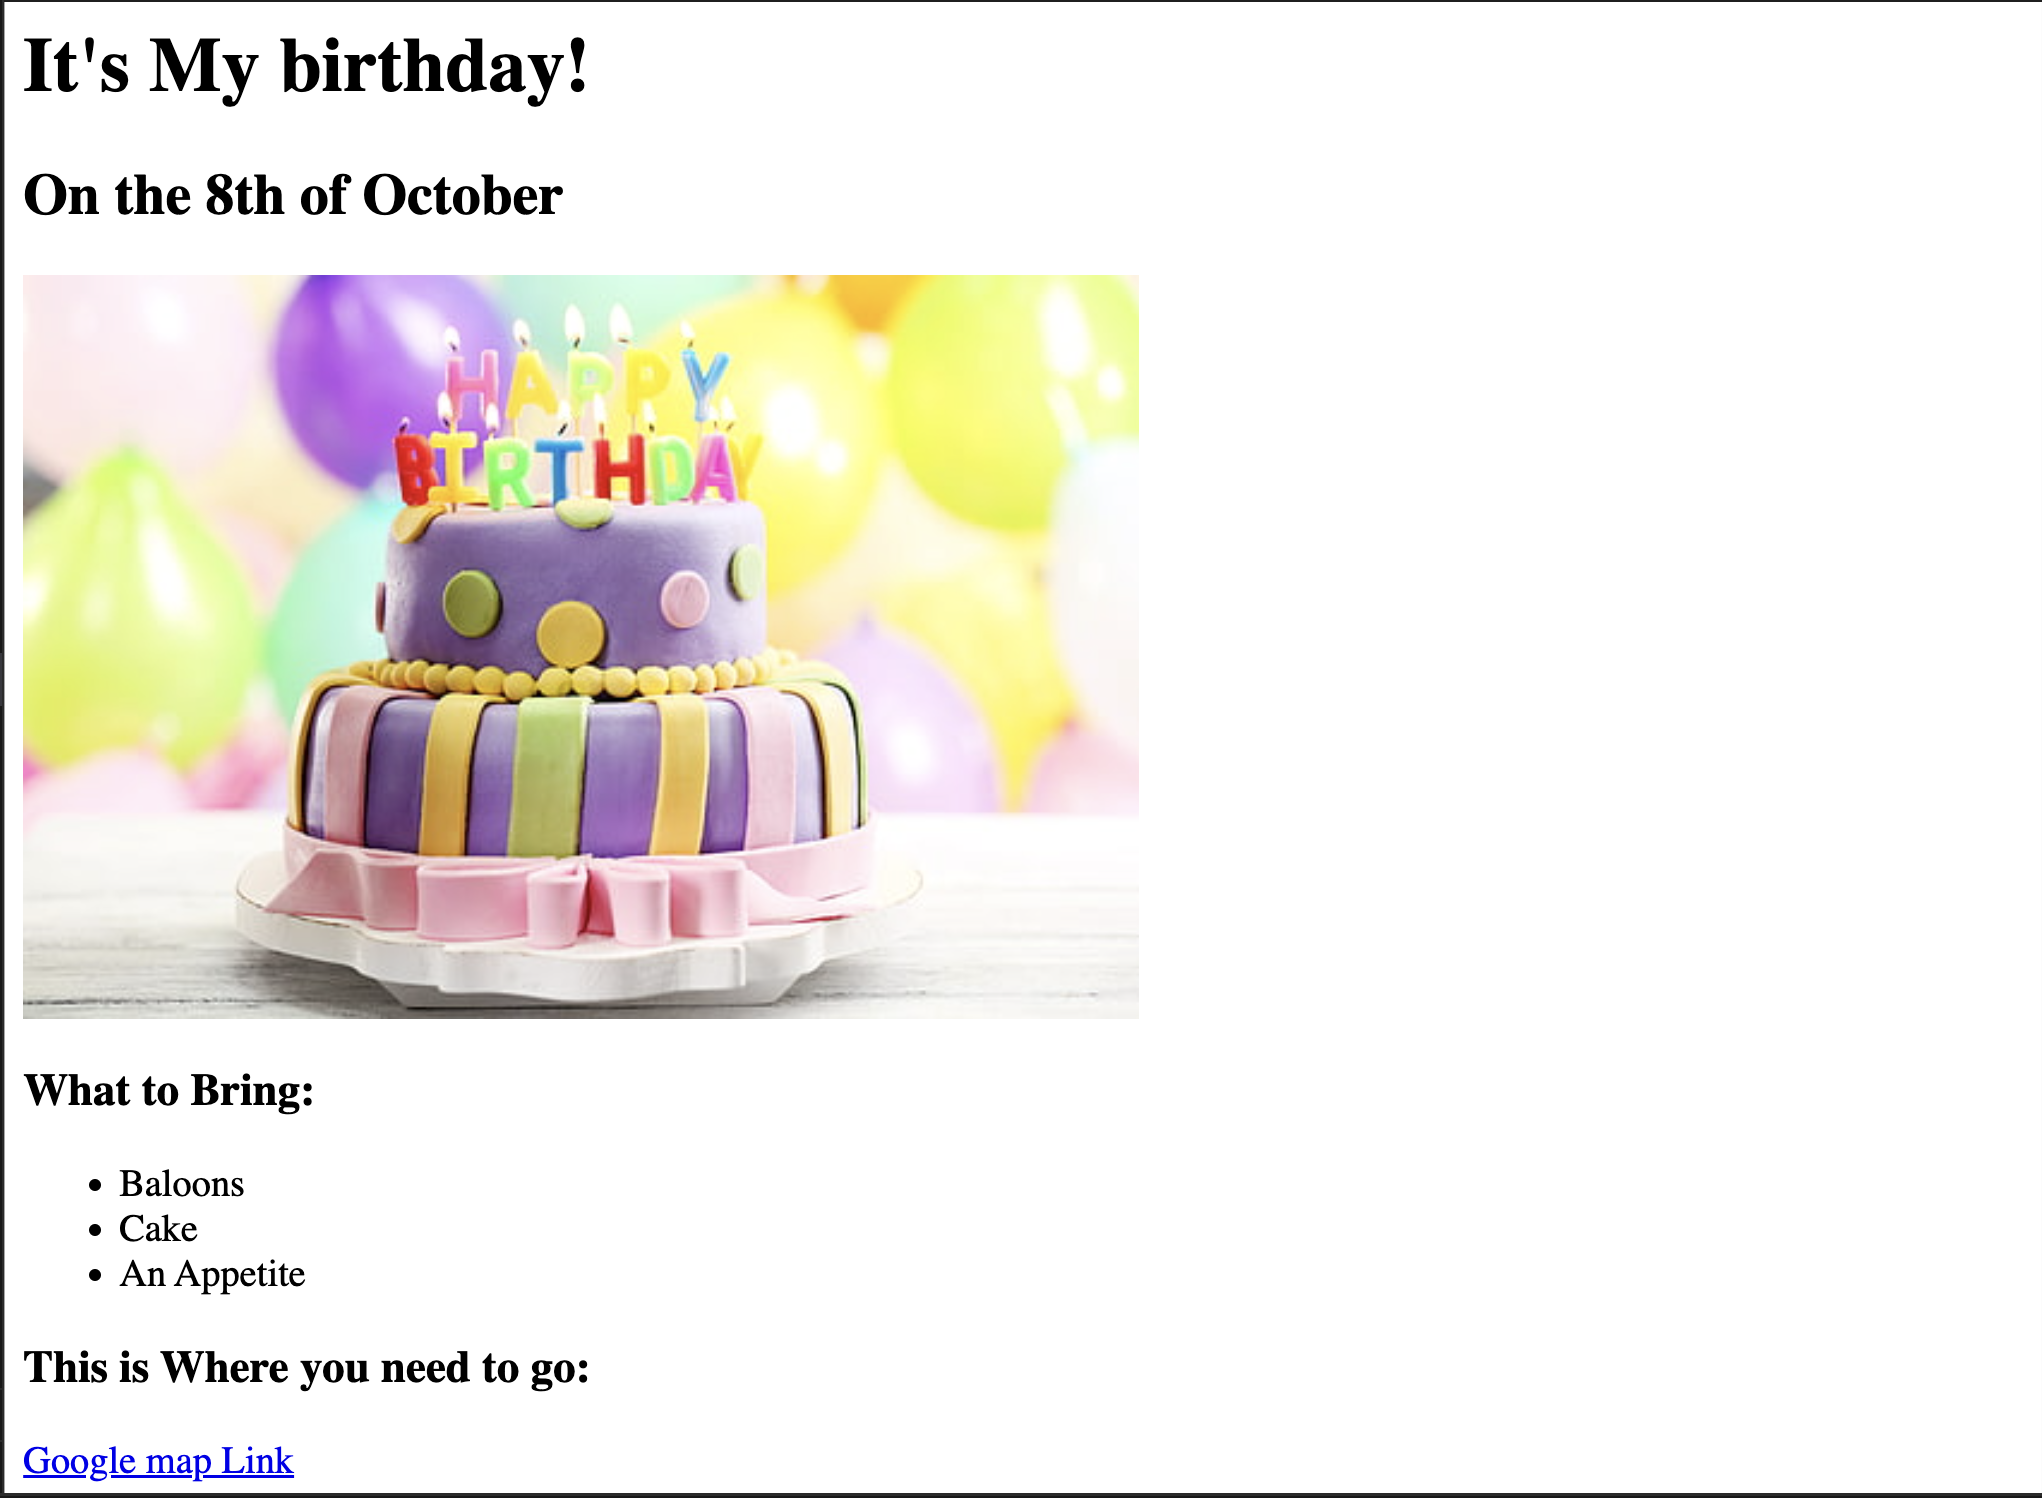 It's My birthday!
On the 8th of October
HAPPY
BIRTHDAY
What to Bring:
Baloons
Cake
An Appetite
This is Where you need to go:
Google map Link